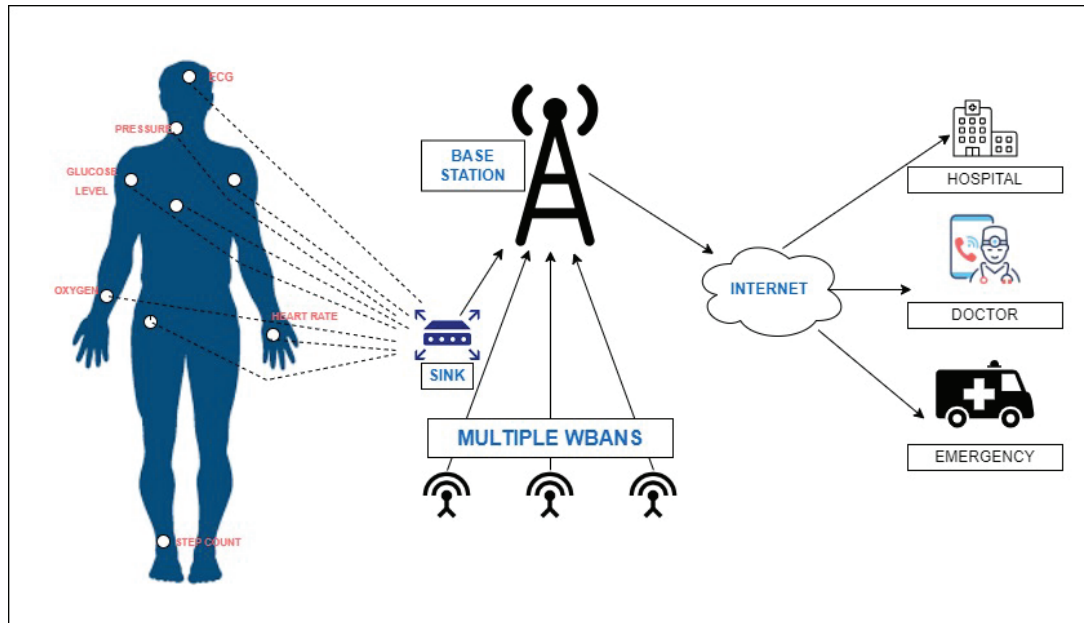 ECG
PRESSURE
GLUCOSE
LEVEL
OXYGEN
HEART RATE
STEP COUNT
SINK
BASE
STATION
MULTIPLE WBANS
INTERNET
HOSPITAL
DOCTOR
EMERGENCY